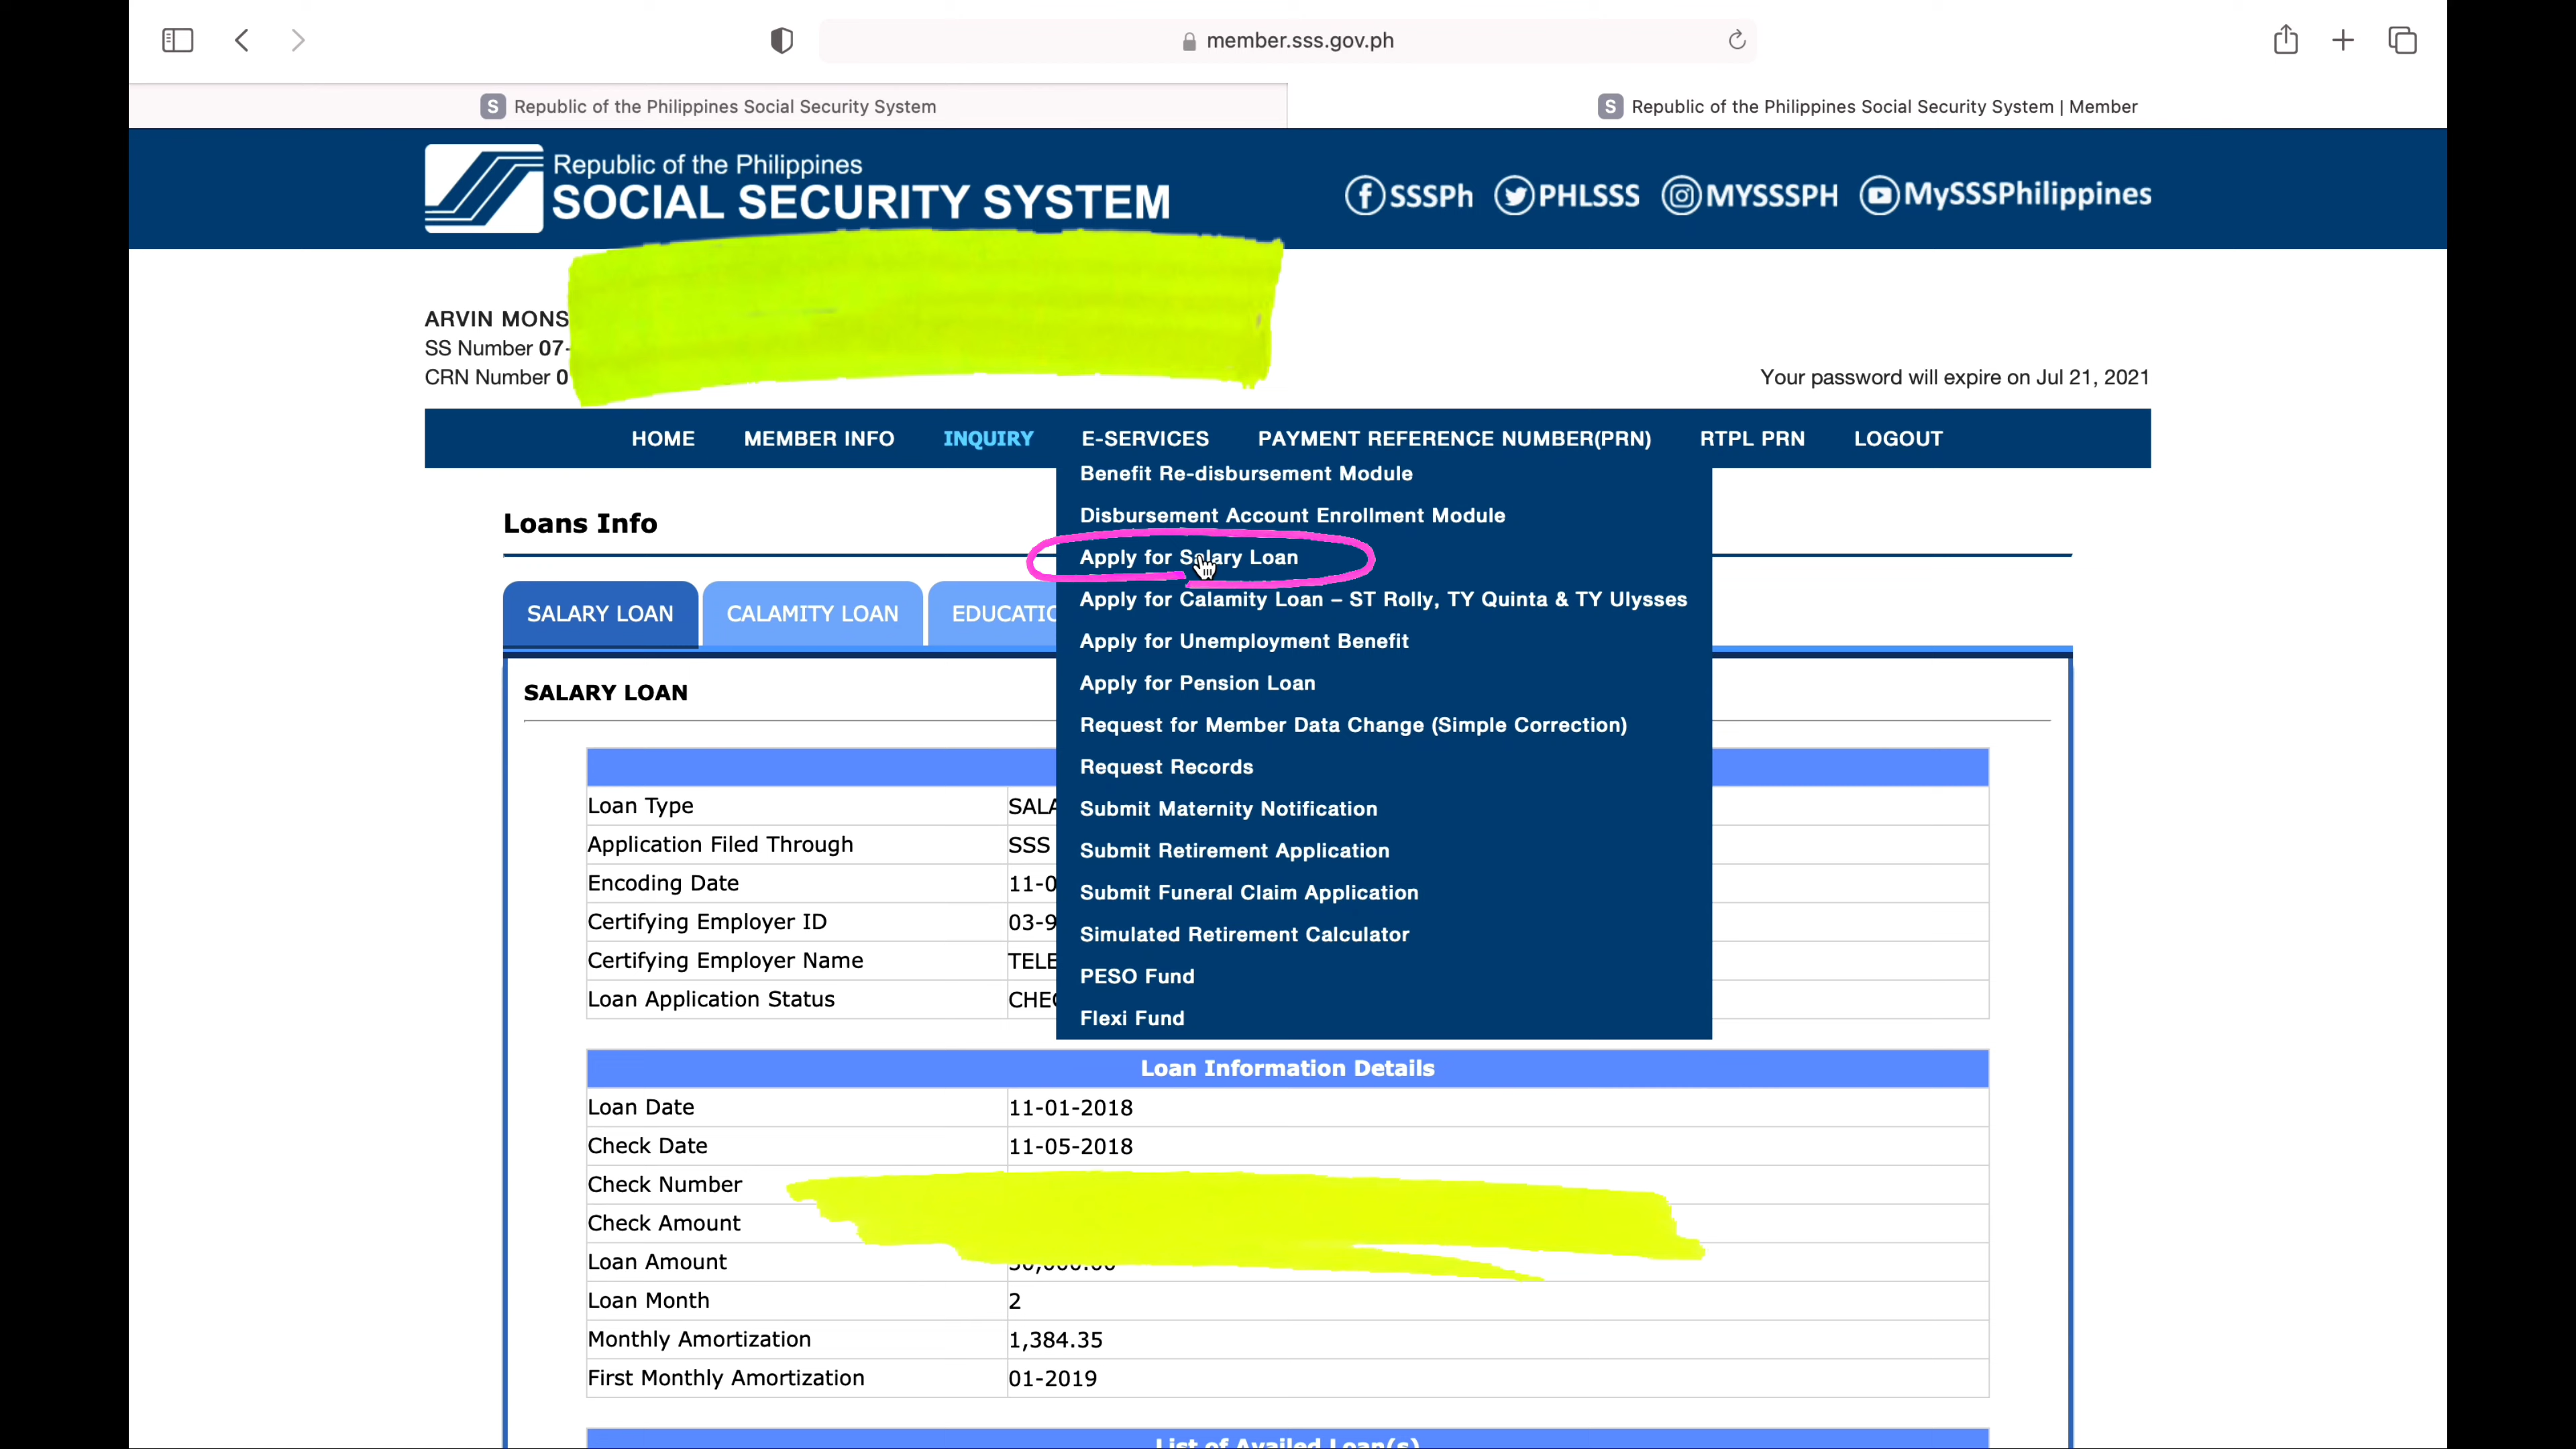 member.sss.gov.ph
S Republic of the Philippines Social Security System
S Republic of the Philippines Social Security System | Member
Republic of the Philippines
SOCIAL SECURITY SYSTEM
SSSPh PHLSSS MYSSSPH MySSSPhilippines
ARVIN MONS
SS Number 07-
CRN Number 0
Your password will expire on Jul 21, 2021
HOME MEMBER INFO INQUIRY E-SERVICES PAYMENT REFERENCE NUMBER(PRN) RTPL PRN LOGOUT
Benefit Re-disbursement Module
Disbursement Account Enrollment Module
Apply for Salary Loan
Apply for Calamity Loan – ST Rolly, TY Quinta & TY Ulysses
Apply for Unemployment Benefit
Apply for Pension Loan
Request for Member Data Change (Simple Correction)
Request Records
Submit Maternity Notification
Submit Retirement Application
Submit Funeral Claim Application
Simulated Retirement Calculator
PESO Fund
Flexi Fund
Loans Info
SALARY LOAN CALAMITY LOAN EDUCATIO
SALARY LOAN
Loan Type SALA
Application Filed Through SSS
Encoding Date 11-0
Certifying Employer ID 03-9
Certifying Employer Name TELE
Loan Application Status CHEC
Loan Information Details
Loan Date 11-01-2018
Check Date 11-05-2018
Check Number
Check Amount
Loan Amount
Loan Month 2
Monthly Amortization 1,384.35
First Monthly Amortization 01-2019
List of Availed Loan(s)